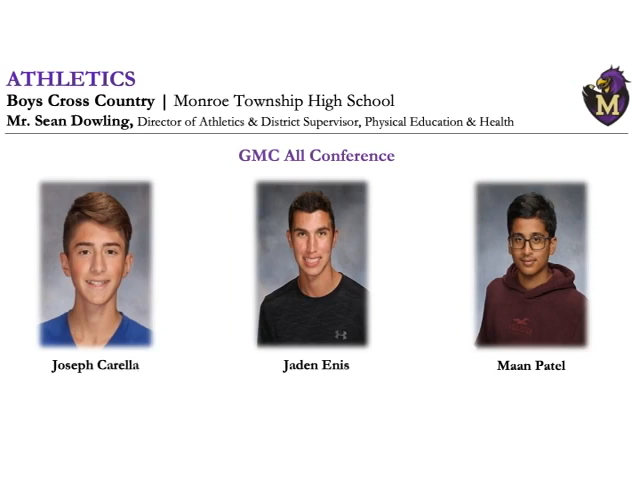 ATHLETICS
Boys Cross Country | Monroe Township High School
Mr. Sean Dowling, Director of Athletics & District Supervisor, Physical Education & Health
M
GMC All Conference
Joseph Carella
Jaden Enis
Maan Patel